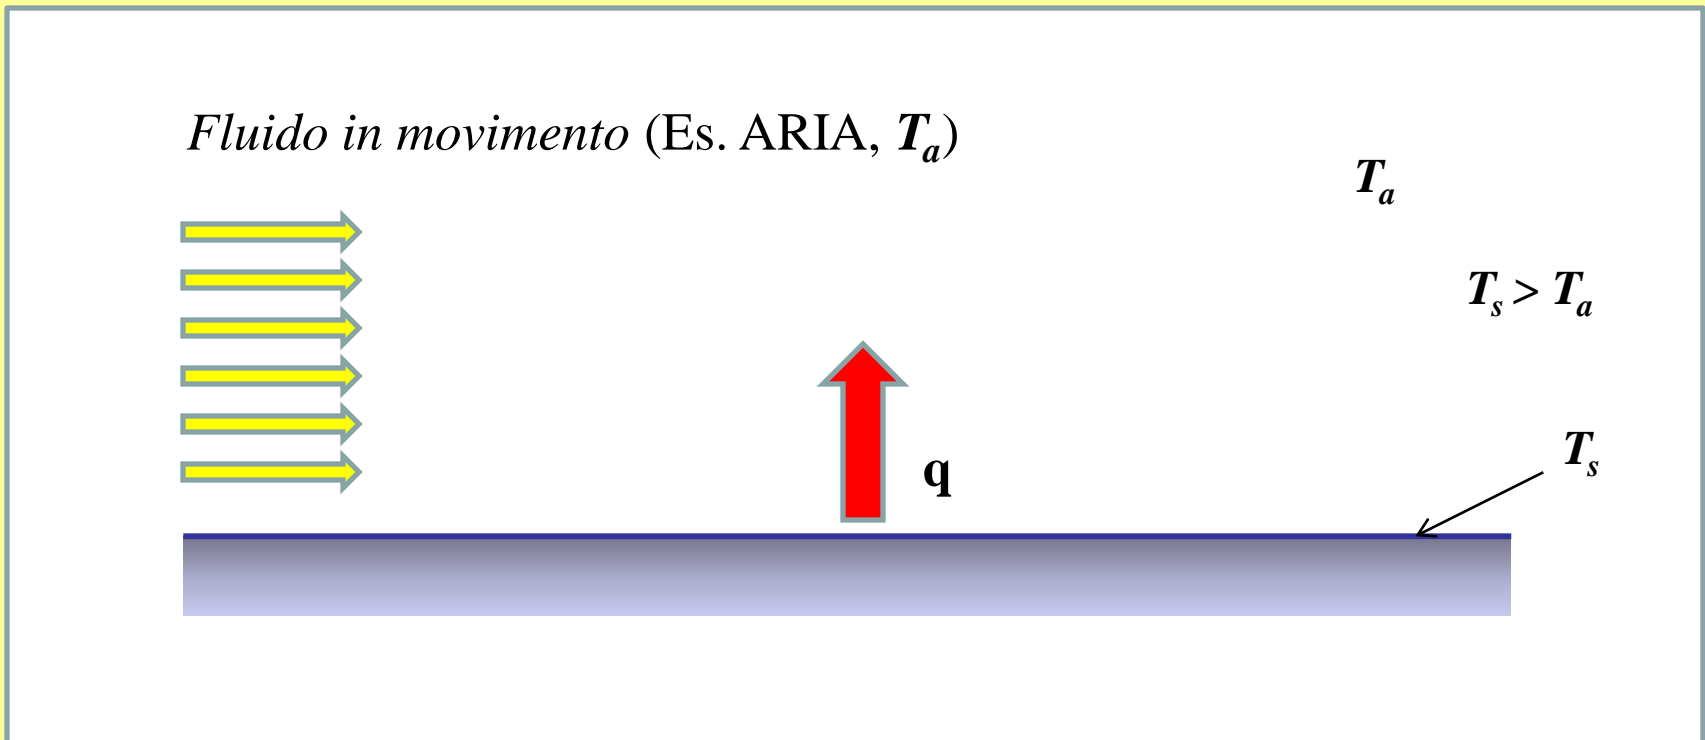 Fluido in movimento (Es. ARIA, Ta)
Ta
Ts > Ta
Ts
q